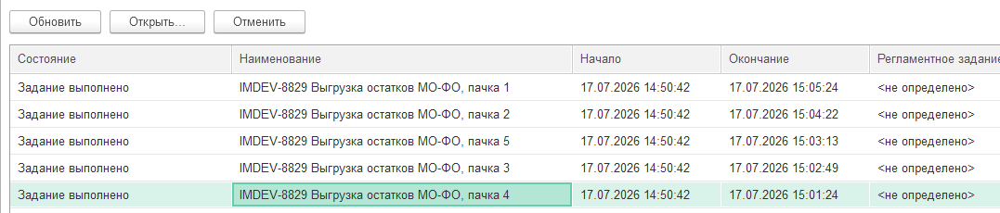 Обновить Открыть... Отменить
Состояние Наименование Начало Окончание Регламентное задание
Задание выполнено IMDEV-8829 Выгрузка остатков МО-ФО, пачка 1 17.07.2026 14:50:42 17.07.2026 15:05:24 <не определено>
Задание выполнено IMDEV-8829 Выгрузка остатков МО-ФО, пачка 2 17.07.2026 14:50:42 17.07.2026 15:04:22 <не определено>
Задание выполнено IMDEV-8829 Выгрузка остатков МО-ФО, пачка 5 17.07.2026 14:50:42 17.07.2026 15:03:13 <не определено>
Задание выполнено IMDEV-8829 Выгрузка остатков МО-ФО, пачка 3 17.07.2026 14:50:42 17.07.2026 15:02:49 <не определено>
Задание выполнено IMDEV-8829 Выгрузка остатков МО-ФО, пачка 4 17.07.2026 14:50:42 17.07.2026 15:01:24 <не определено>